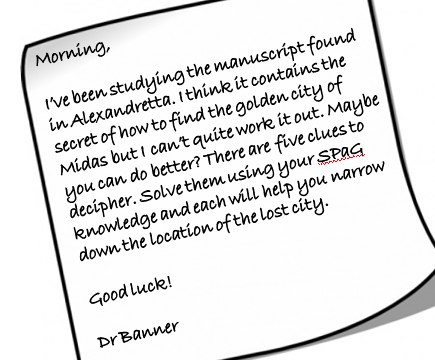 Morning,
I've been studying the manuscript found
in Alexandretta. I think it contains the
secret of how to find the golden city of
Midas but I can't quite work it out. Maybe
you can do better? There are five clues to
decipher. Solve them using your SPaG
knowledge and each will help you narrow
down the location of the lost city.
Good luck!
Dr Banner